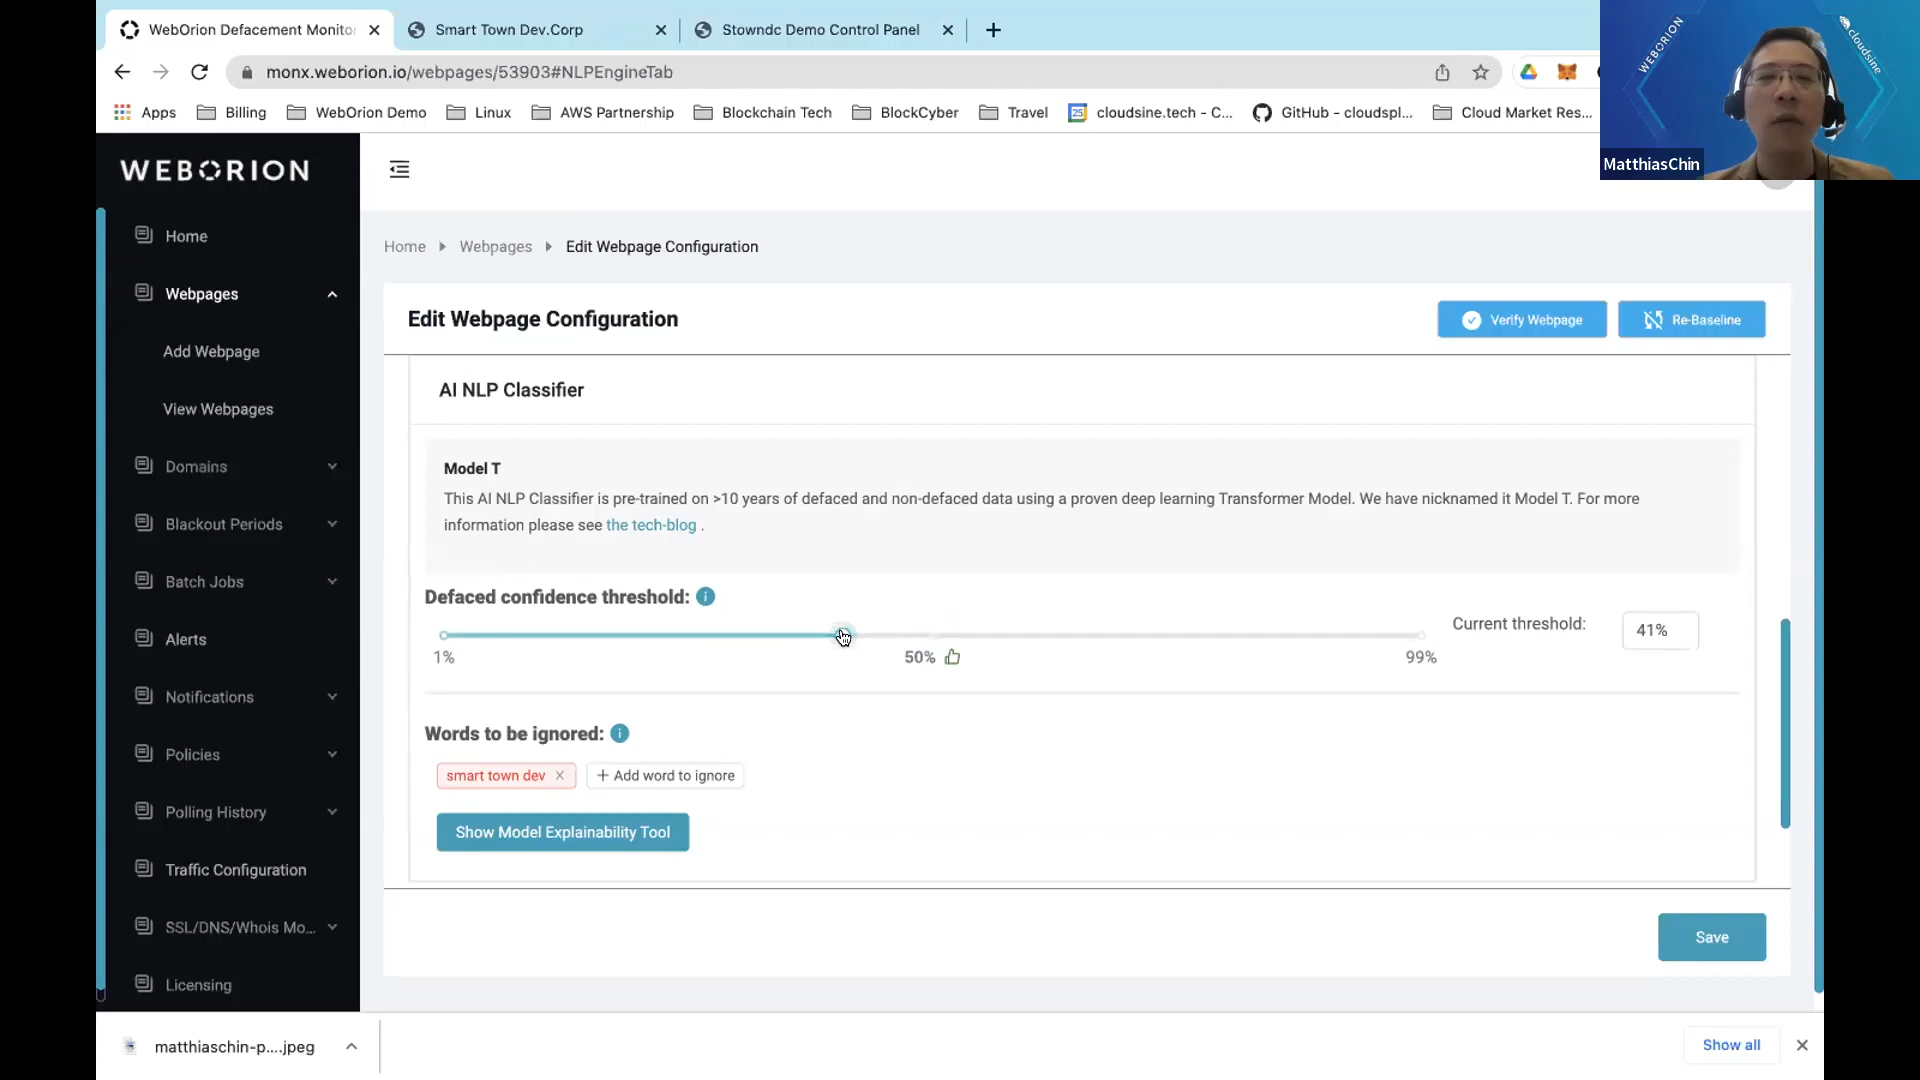 WebOrion Defacement Monito
Smart Town Dev.Corp
Stowndc Demo Control Panel
monx.weborion.io/webpages/53903#NLPEngineTab
Apps
Billing
WebOrion Demo
Linux
AWS Partnership
Blockchain Tech
BlockCyber
Travel
25
cloudsine.tech - C...
GitHub - cloudspl...
Cloud Market Res...
WEBORION
cloudsine
MatthiasChin
WEBORION
Home
Webpages
Add Webpage
View Webpages
Domains
Blackout Periods
Batch Jobs
Alerts
Notifications
Policies
Polling History
Traffic Configuration
SSL/DNS/Whois Mo...
Licensing
Home
Webpages
Edit Webpage Configuration
Edit Webpage Configuration
Verify Webpage
Re-Baseline
AI NLP Classifier
Model T
This AI NLP Classifier is pre-trained on >10 years of defaced and non-defaced data using a proven deep learning Transformer Model. We have nicknamed it Model T. For more
information please see the tech-blog .
Defaced confidence threshold: i
Current threshold:
41%
1%
50%
99%
Words to be ignored: i
smart town dev
+ Add word to ignore
Show Model Explainability Tool
Save
matthiaschin-p....jpeg
Show all